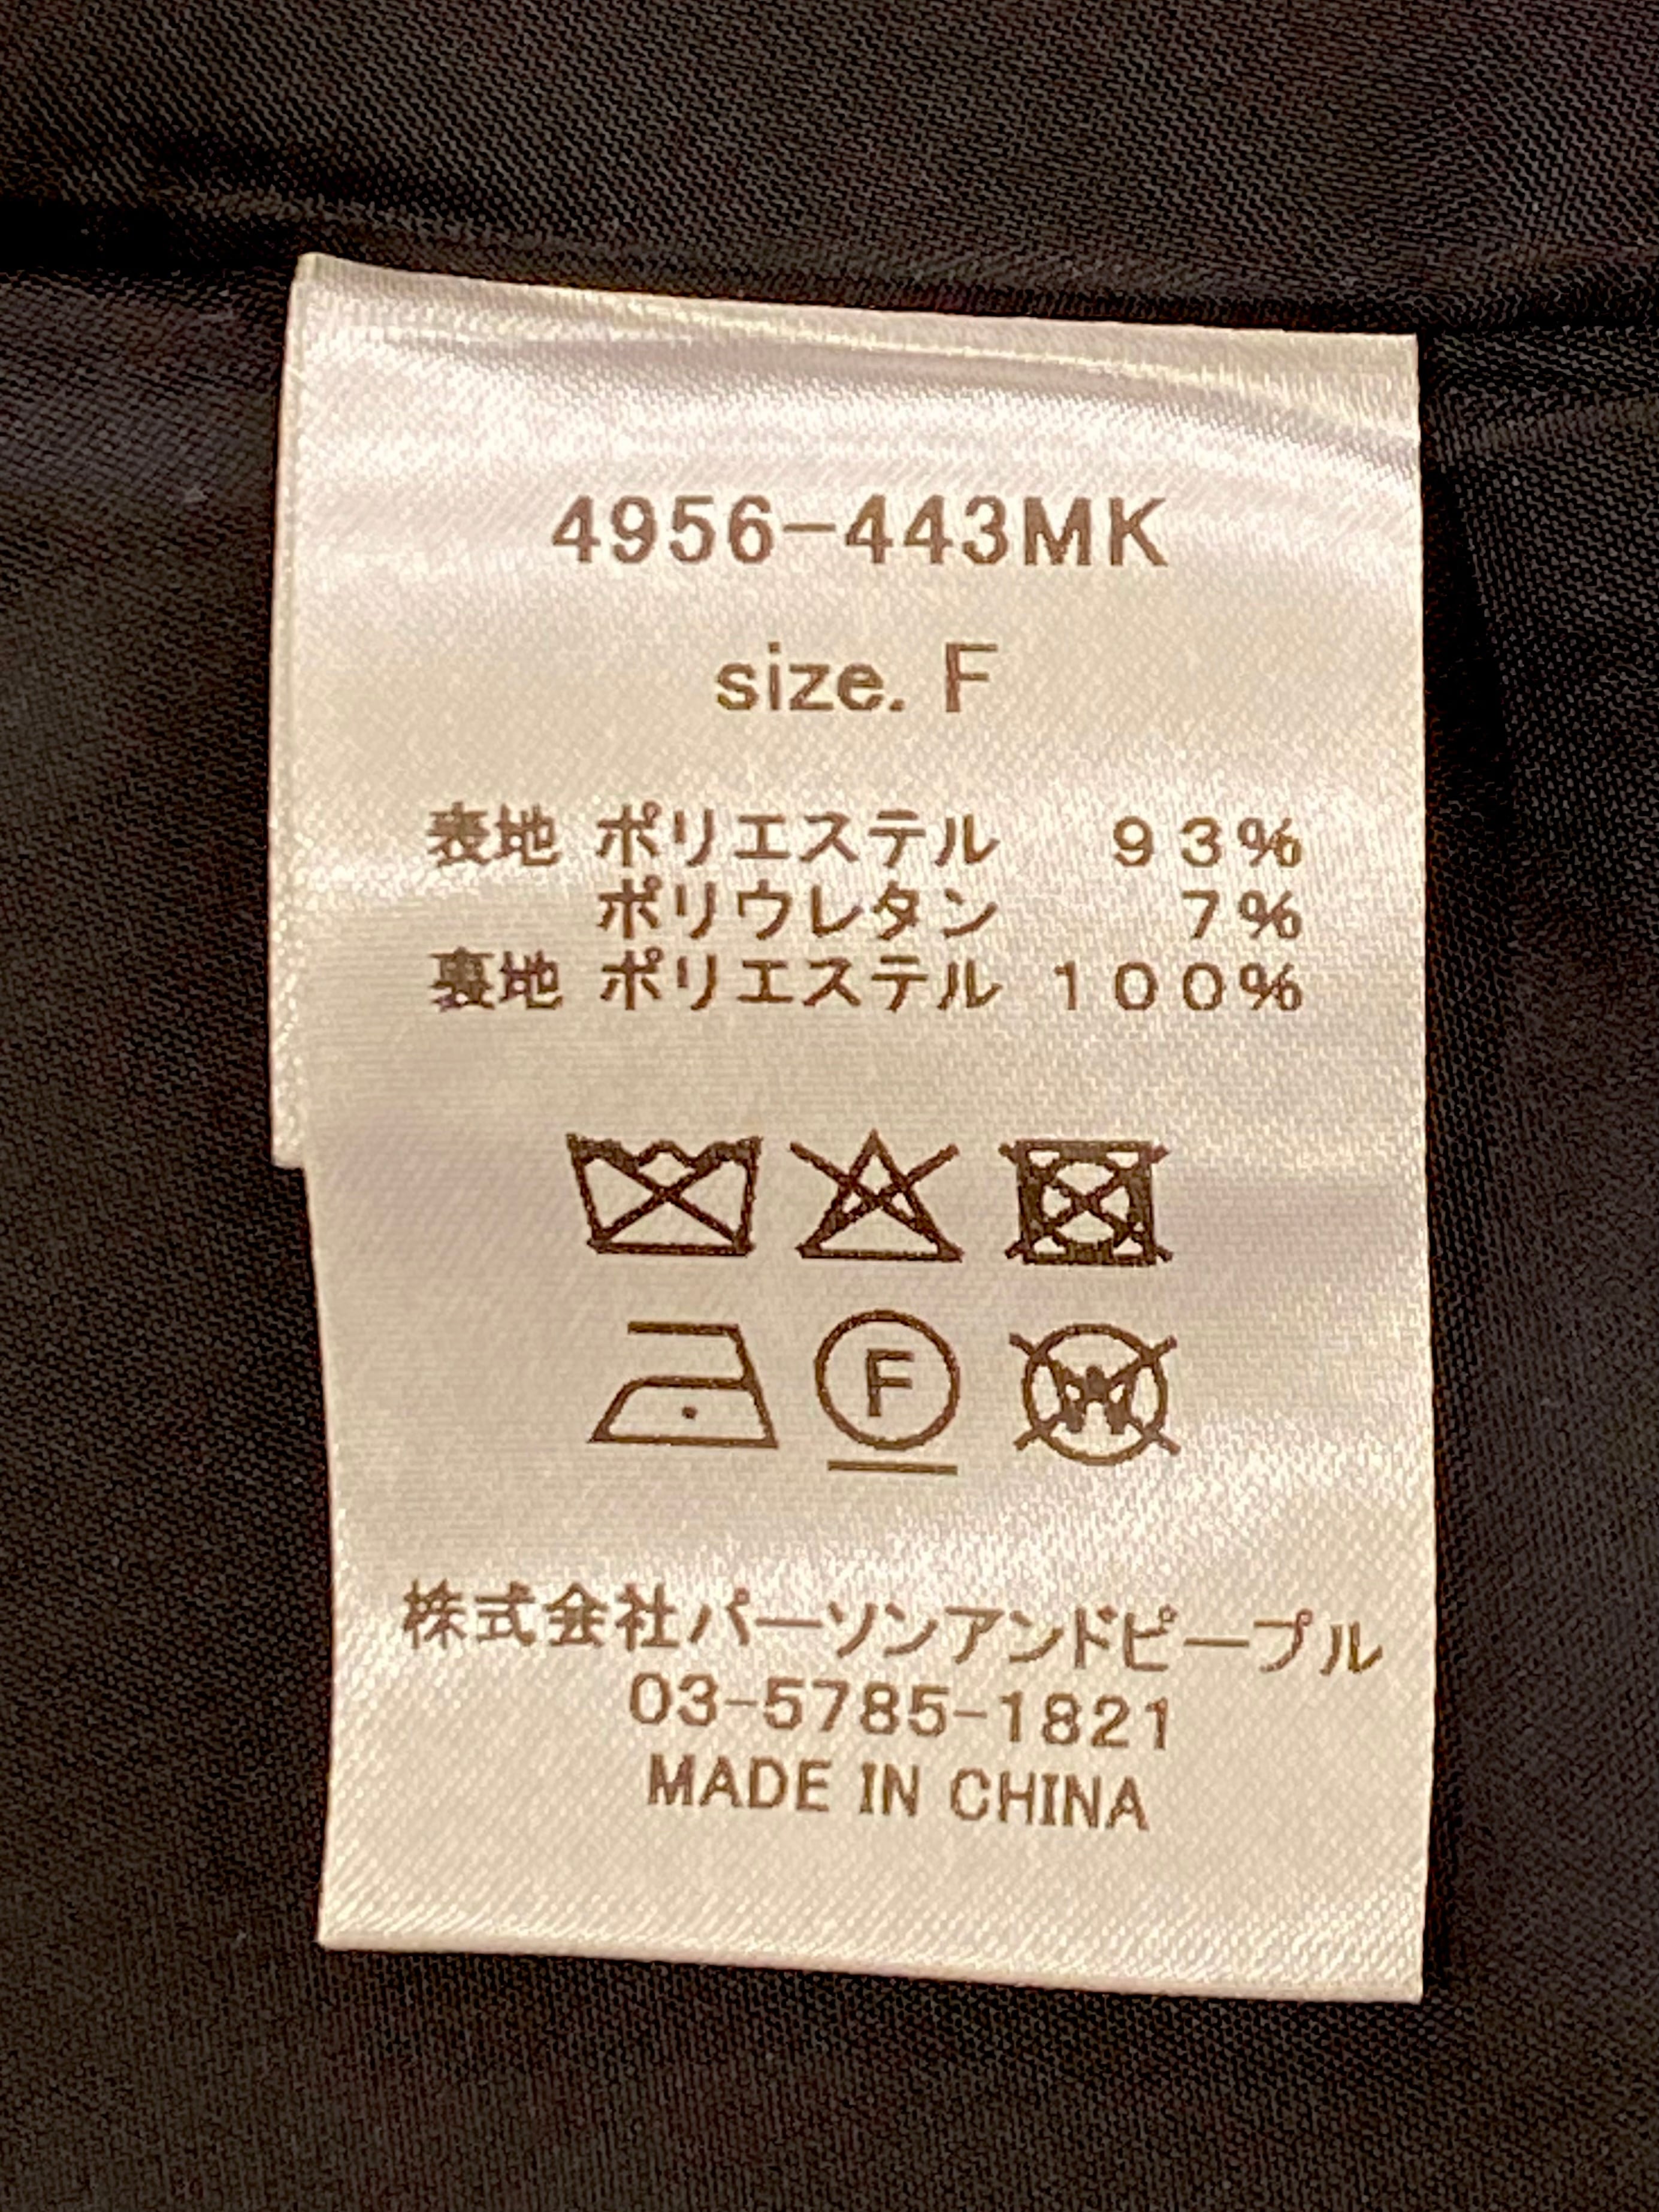 4956-443MK
size. F
表地 ポリエステル 93%
ポリウレタン 7%
裏地 ポリエステル 100%
F
W
株式会社パーソンアンドピープル
03-5785-1821
MADE IN CHINA